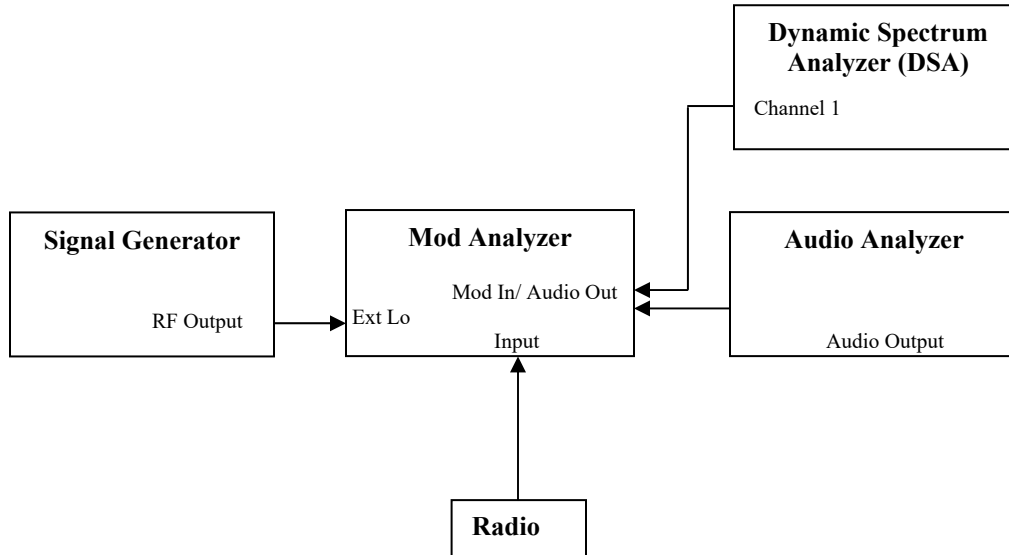 Dynamic Spectrum
Analyzer (DSA)
Channel 1
Signal Generator
RF Output
Mod Analyzer
Mod In/ Audio Out
Ext Lo
Input
Audio Analyzer
Audio Output
Radio